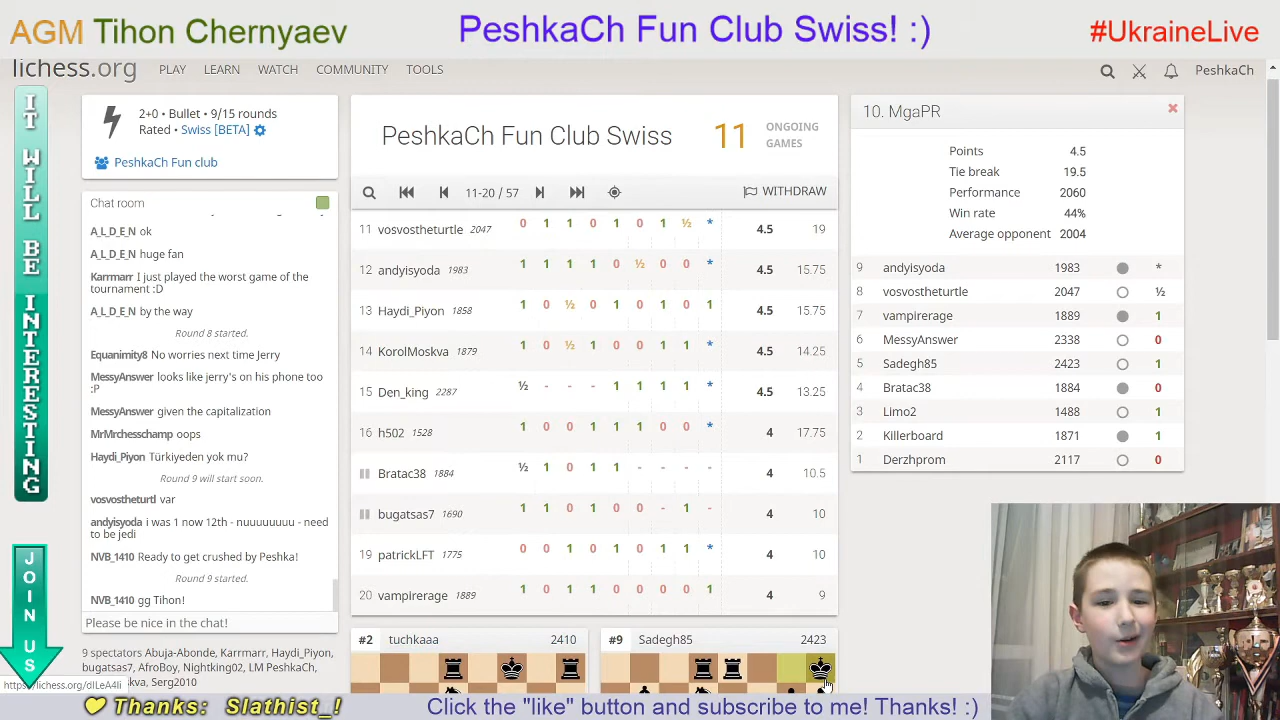 AGM Tihon Chernyaev
PeshkaCh Fun Club Swiss! :)
#UkraineLive
lichess.org PLAY LEARN WATCH COMMUNITY TOOLS PeshkaCh
IT WILL BE INTERESTING
JOIN US
2+0 • Bullet • 9/15 rounds
Rated • Swiss [BETA]
PeshkaCh Fun club
Chat room
A_L_D_E_N ok
A_L_D_E_N huge fan
Karrmarr I just played the worst game of the
tournament :D
A_L_D_E_N by the way
Round 8 started.
Equanimity8 No worries next time Jerry
MessyAnswer looks like jerry's on his phone too
:P
MessyAnswer given the capitalization
MrMrchesschamp oops
Haydi_Piyon Türkiyeden yok mu?
Round 9 will start soon.
vosvostheturtl var
andyisyoda i was 1 now 12th - nuuuuuuuu - need
to be jedi
NVB_1410 Ready to get crushed by Peshka!
Round 9 started.
NVB_1410 gg Tihon!
Please be nice in the chat!
9 spectators Abuja-Abonde, Karrmarr, Haydi_Piyon,
bugatsas7, AfroBoy, Nightking02, LM PeshkaCh,
skva, Serg2010
https://lichess.org/dILeA4Ii
PeshkaCh Fun Club Swiss 11 ONGOING
GAMES
11-20 / 57 WITHDRAW
11 vosvostheturtle 2047 0 1 1 0 1 0 1 ½ * 4.5 19
12 andyisyoda 1983 1 1 1 1 0 ½ 0 0 * 4.5 15.75
13 Haydi_Piyon 1858 1 0 ½ 0 1 0 1 0 1 4.5 15.75
14 KorolMoskva 1879 1 0 ½ 1 0 0 1 1 * 4.5 14.25
15 Den_king 2287 ½ - - - 1 1 1 1 * 4.5 13.25
16 h502 1528 1 0 0 1 1 1 0 0 * 4 17.75
Bratac38 1884 ½ 1 0 1 1 - - - - 4 10.5
bugatsas7 1690 1 1 0 1 0 0 - 1 - 4 10
19 patrickLFT 1775 0 0 1 0 1 0 1 1 * 4 10
20 vampirerage 1889 1 0 1 1 0 0 0 0 1 4 9
#2 tuchkaaa 2410
#9 Sadegh85 2423
10. MgaPR
Points 4.5
Tie break 19.5
Performance 2060
Win rate 44%
Average opponent 2004
9 andyisyoda 1983 *
8 vosvostheturtle 2047 ½
7 vampirerage 1889 1
6 MessyAnswer 2338 0
5 Sadegh85 2423 1
4 Bratac38 1884 0
3 Limo2 1488 1
2 Killerboard 1871 1
1 Derzhprom 2117 0
Thanks: Slathist_!
Click the "like" button and subscribe to me! Thanks! :)